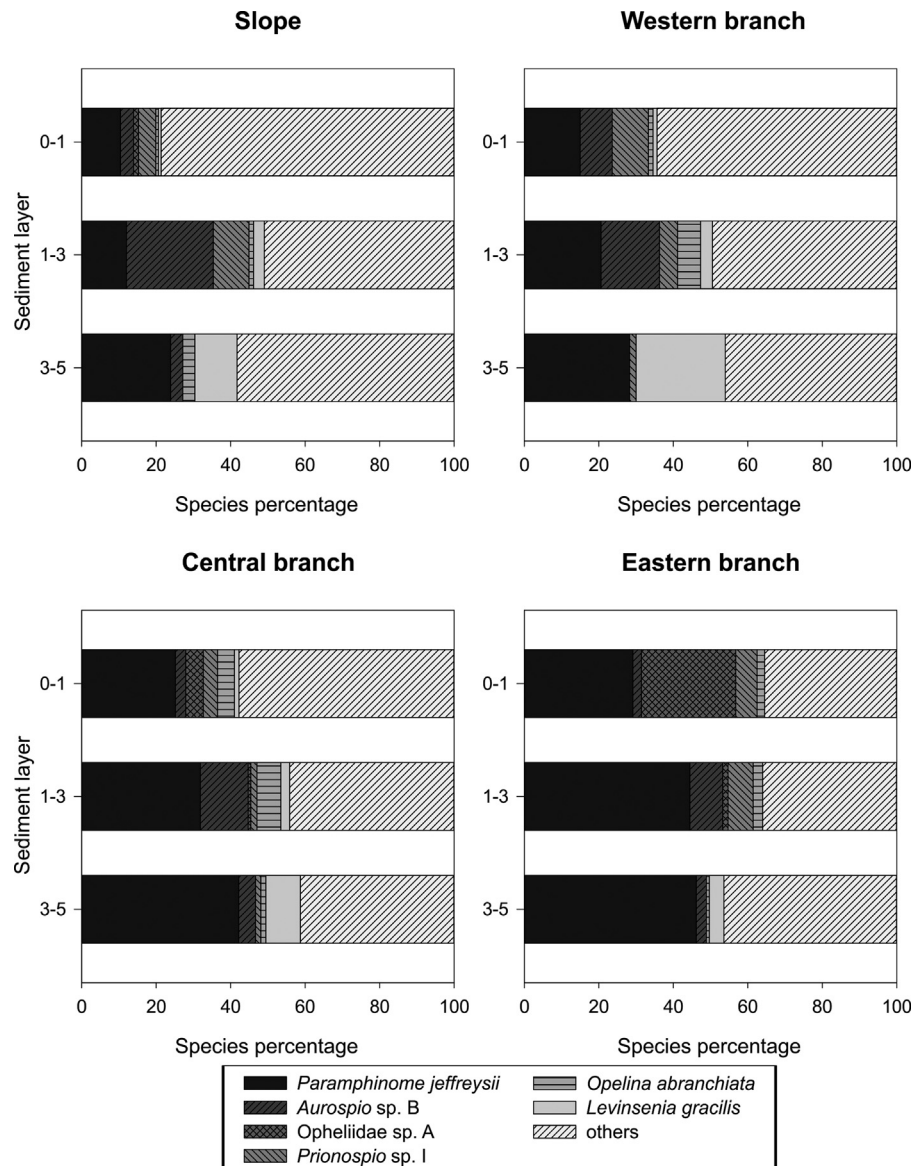 Slope
Western branch
Sediment layer
0-1
1-3
3-5
0 20 40 60 80 100
Species percentage
0-1
1-3
3-5
0 20 40 60 80 100
Species percentage
Central branch
Eastern branch
Sediment layer
0-1
1-3
3-5
0 20 40 60 80 100
Species percentage
0-1
1-3
3-5
0 20 40 60 80 100
Species percentage
Paramphinome jeffreysii
Aurospio sp. B
Opheliidae sp. A
Prionospio sp. I
Opelina abranchiata
Levinsenia gracilis
others